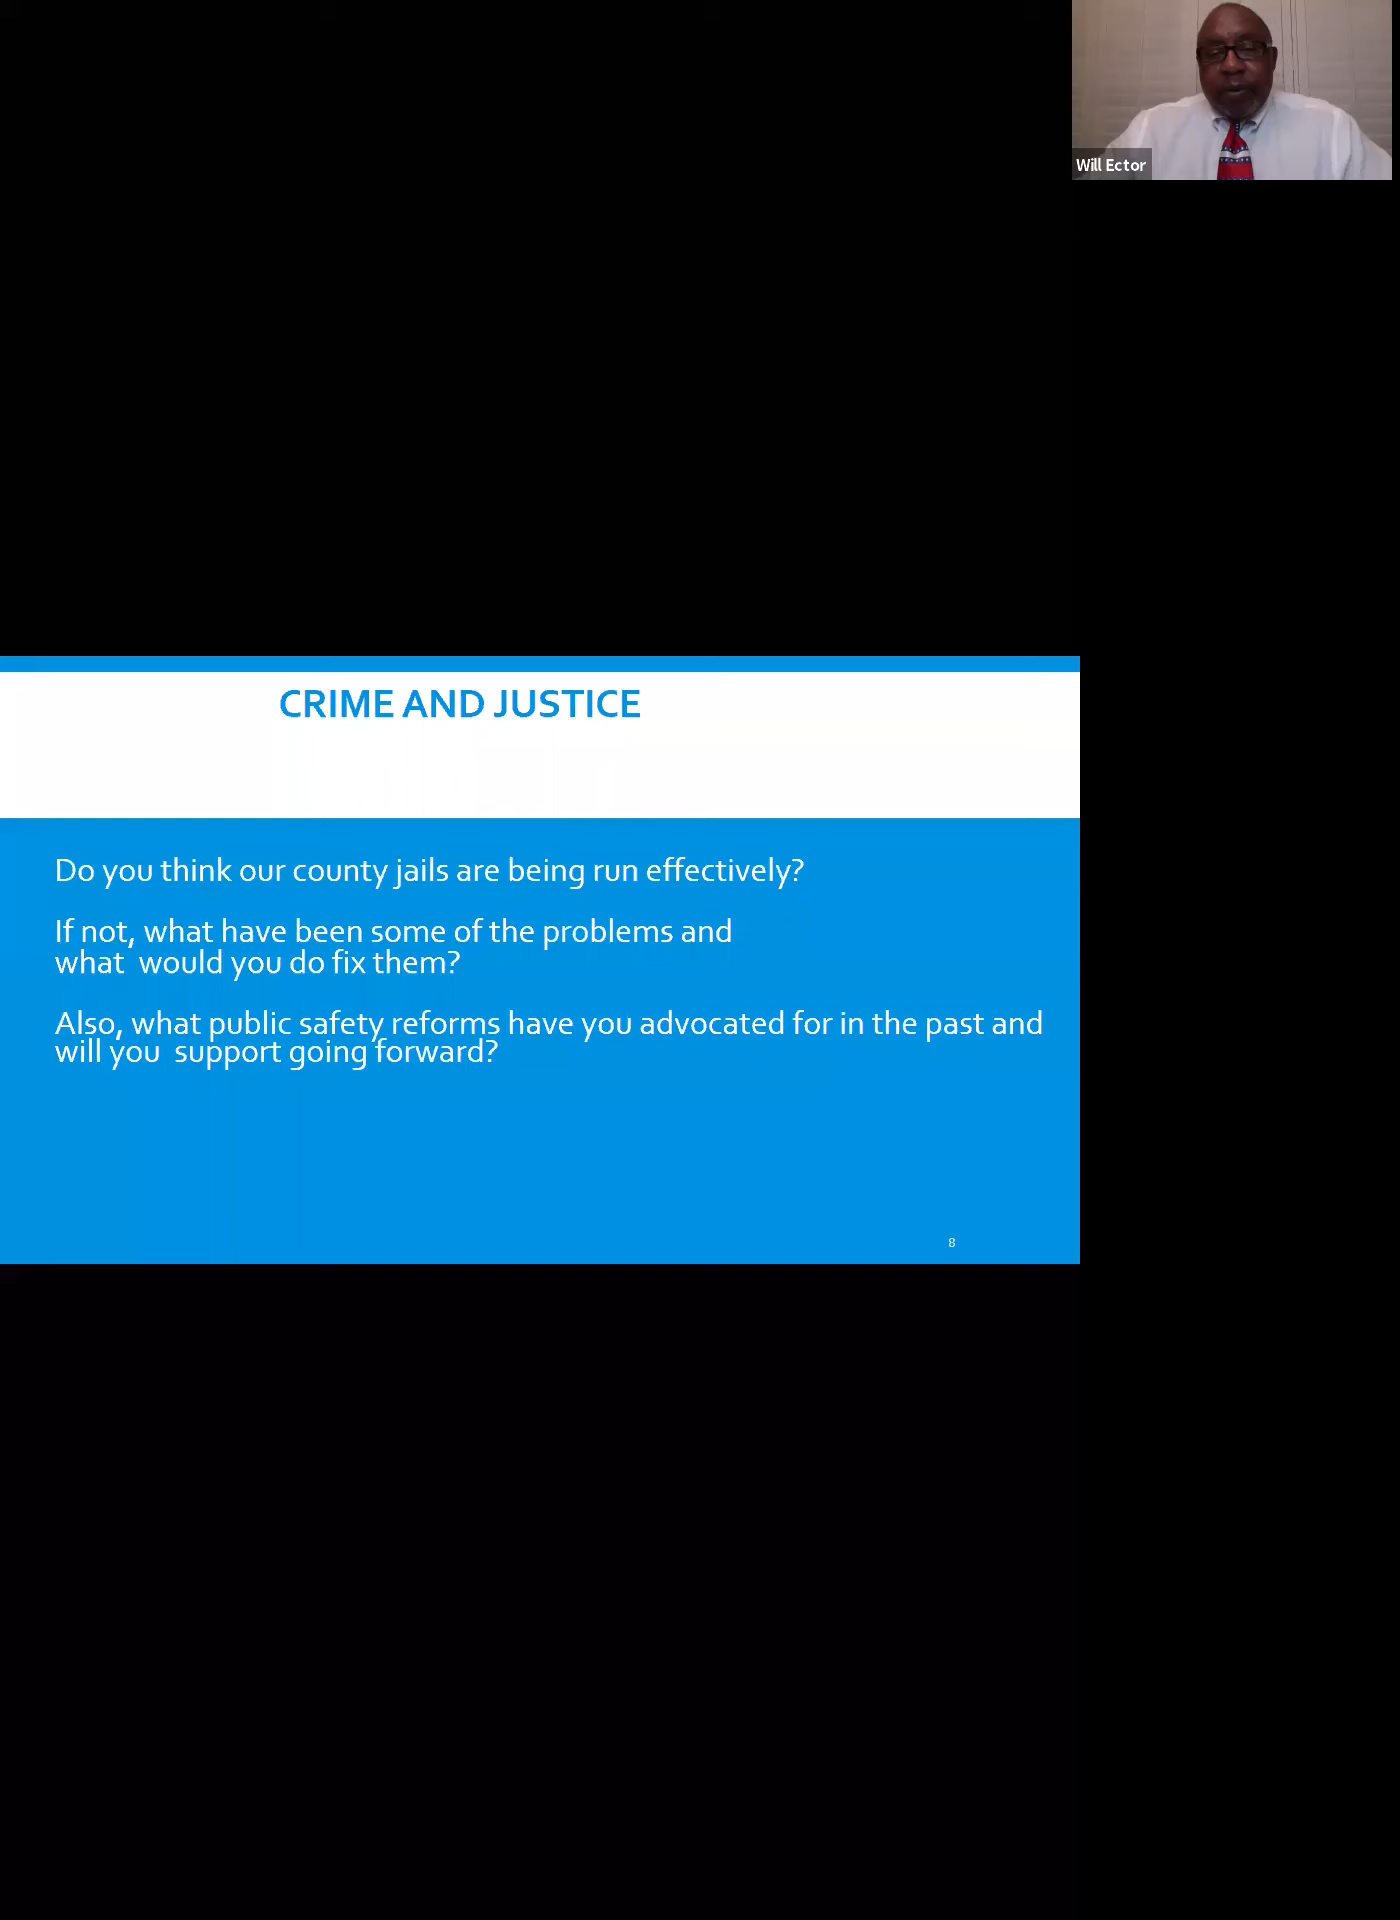 Will Ector
CRIME AND JUSTICE
Do you think our county jails are being run effectively?
If not, what have been some of the problems and
what  would you do fix them?
Also, what public safety reforms have you advocated for in the past and
will you  support going forward?
8